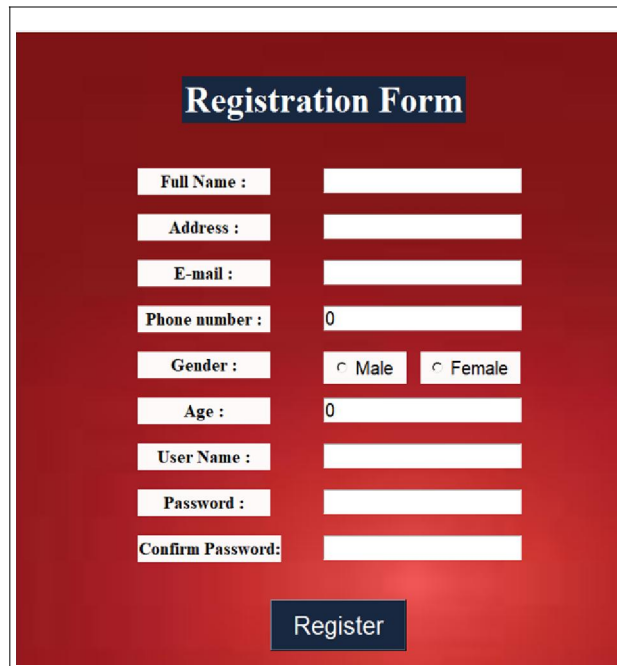 Registration Form
Full Name :
Address :
E-mail :
Phone number : 0
Gender : Male Female
Age : 0
User Name :
Password :
Confirm Password:
Register